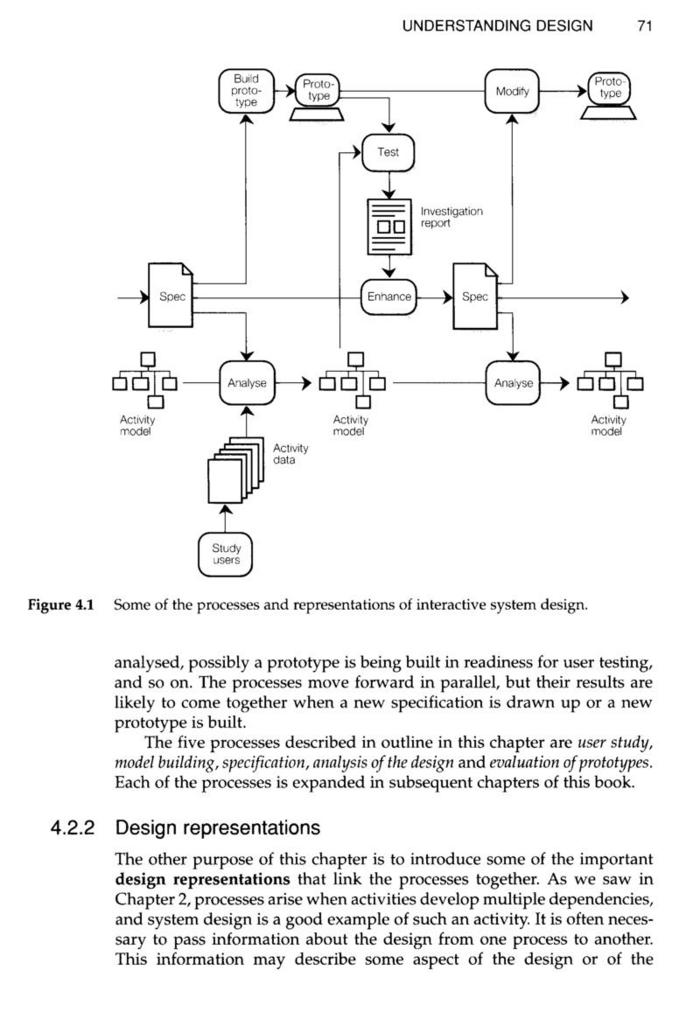 UNDERSTANDING DESIGN 71
Build
proto-
type
Proto-
type
Modify
Proto-
type
Test
Investigation
report
Spec
Enhance
Spec
Analyse
Analyse
Activity
model
Activity
model
Activity
model
Activity
data
Study
users
Figure 4.1 Some of the processes and representations of interactive system design.
analysed, possibly a prototype is being built in readiness for user testing,
and so on. The processes move forward in parallel, but their results are
likely to come together when a new specification is drawn up or a new
prototype is built.
The five processes described in outline in this chapter are user study,
model building, specification, analysis of the design and evaluation of prototypes.
Each of the processes is expanded in subsequent chapters of this book.
4.2.2 Design representations
The other purpose of this chapter is to introduce some of the important
design representations that link the processes together. As we saw in
Chapter 2, processes arise when activities develop multiple dependencies,
and system design is a good example of such an activity. It is often neces-
sary to pass information about the design from one process to another.
This information may describe some aspect of the design or of the